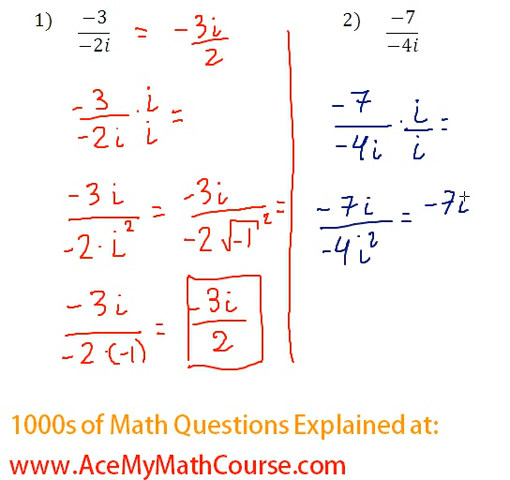 1) -3/-2i = -3i/2
-3/-2i · i/i =
-3i/-2·i² = -3i/-2√-1² =
-3i/-2·(-1) = -3i/2
2) -7/-4i
-7/-4i · i/i =
-7i/-4i² = -7i
1000s of Math Questions Explained at:
www.AceMyMathCourse.com